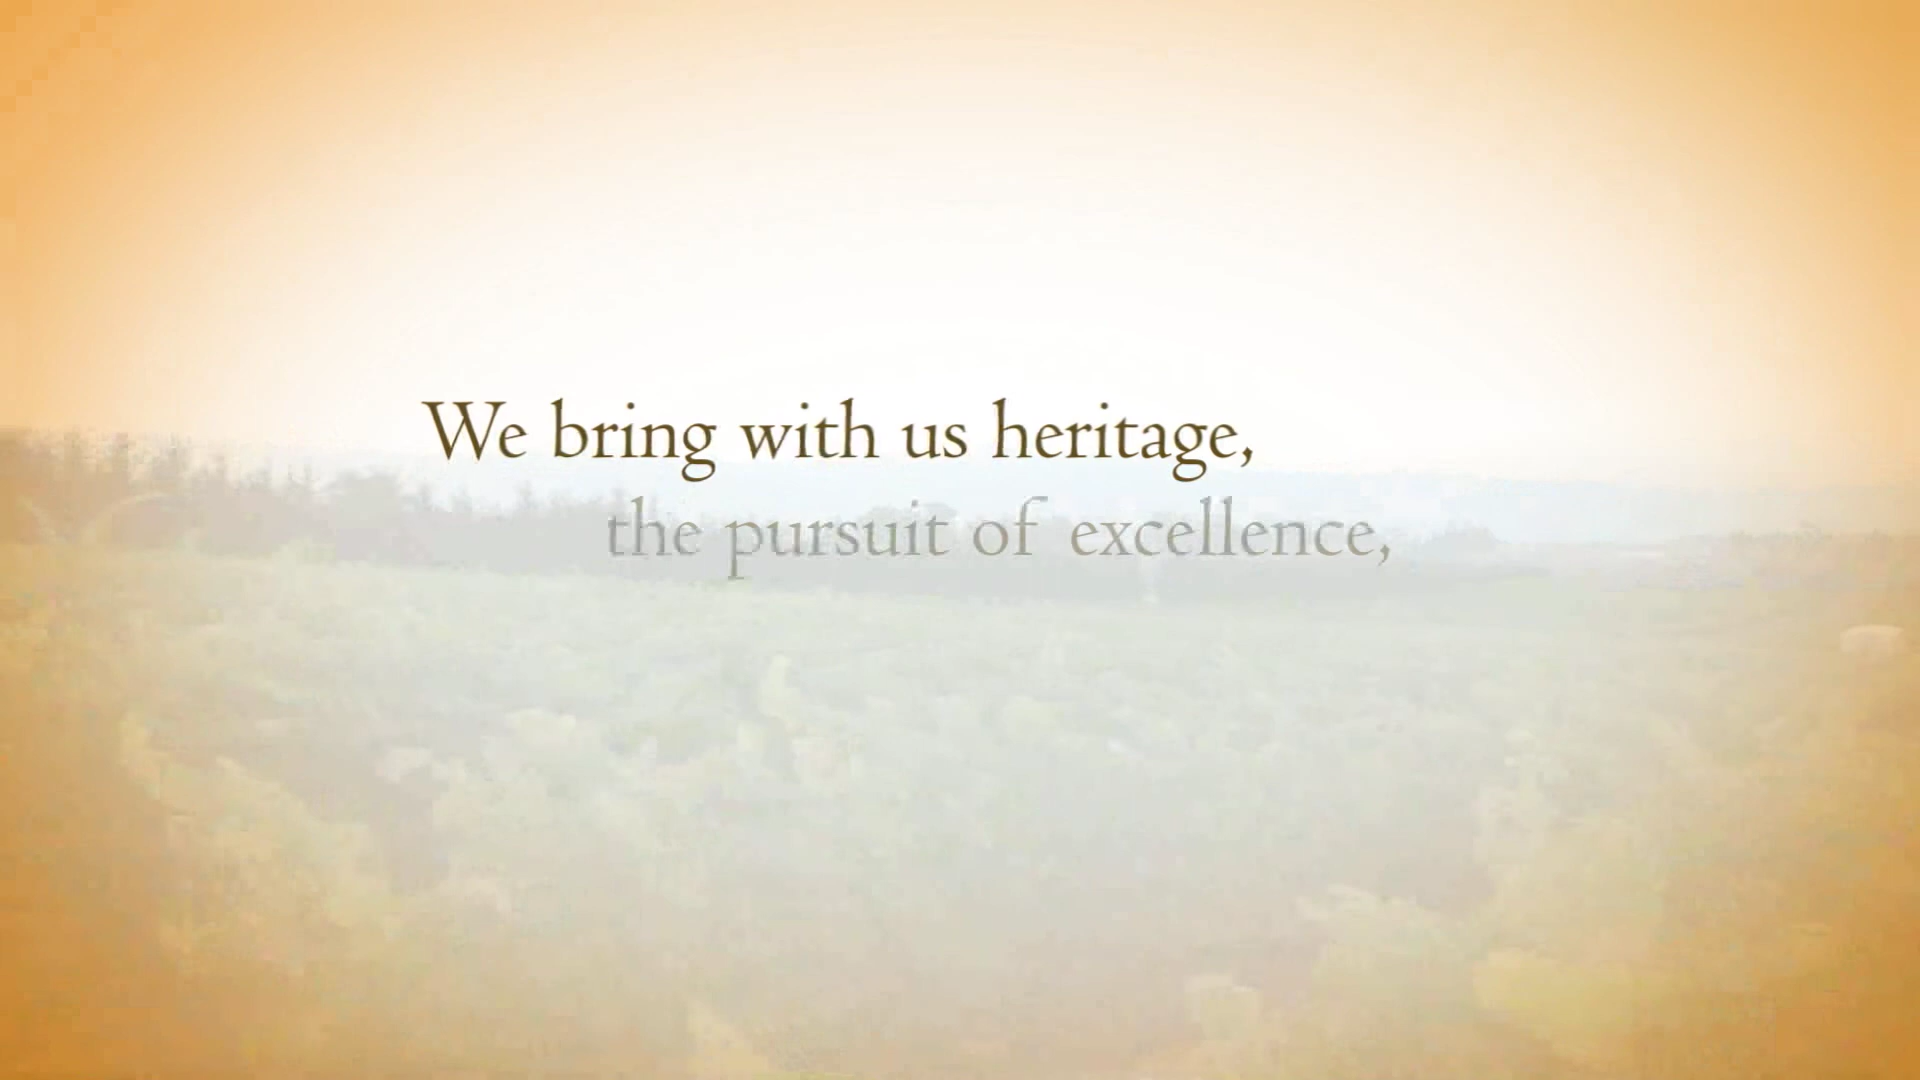 We bring with us heritage,
the pursuit of excellence,